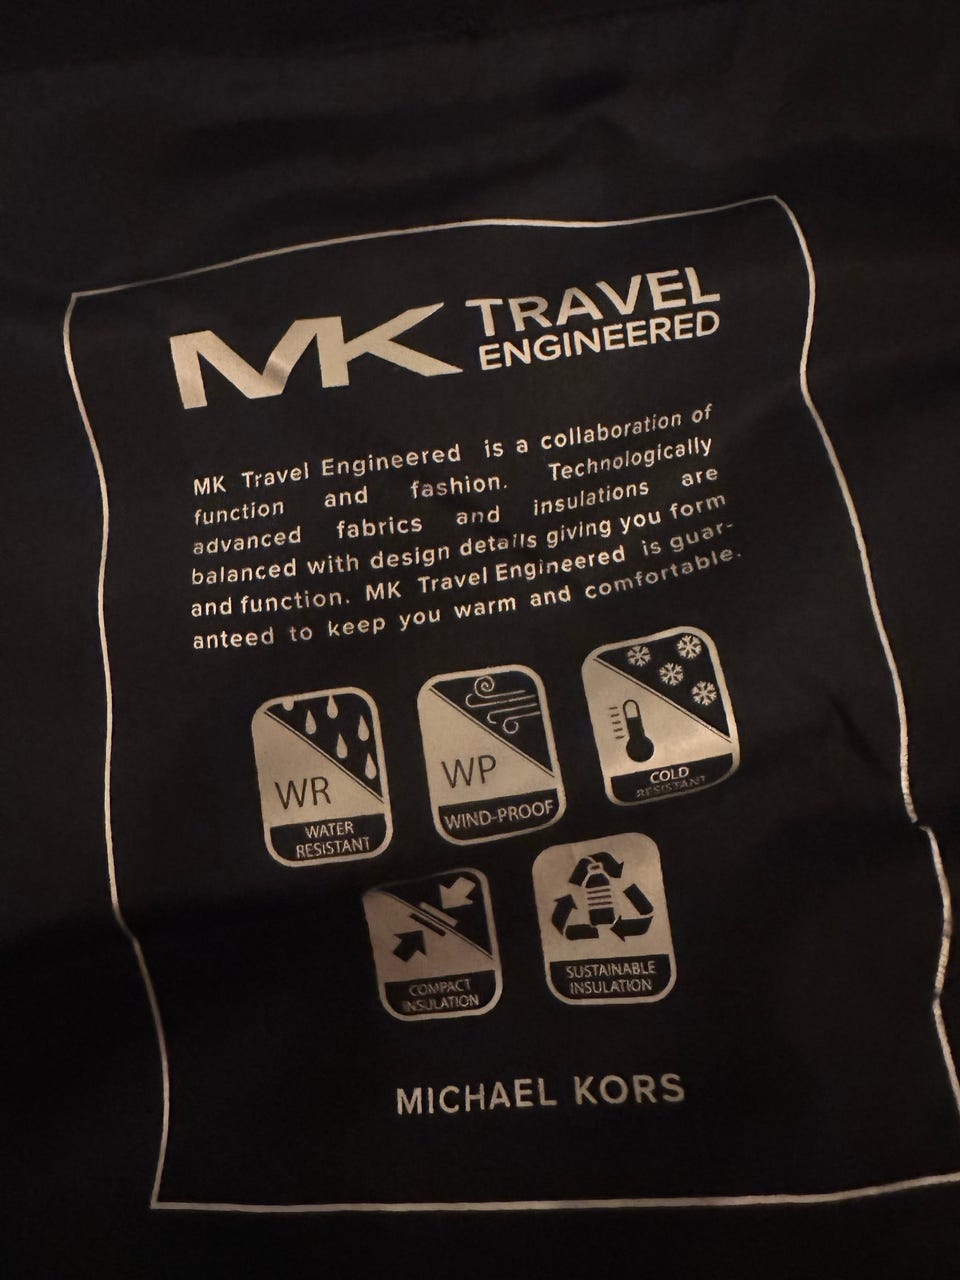 MK TRAVEL
ENGINEERED
MK Travel Engineered is a collaboration of
function and fashion. Technologically
advanced fabrics and insulations are
balanced with design details giving you form
and function. MK Travel Engineered is guar-
anteed to keep you warm and comfortable.
WR
WATER
RESISTANT
WP
WIND-PROOF
COLD
RESISTANT
COMPACT
INSULATION
SUSTAINABLE
INSULATION
MICHAEL KORS